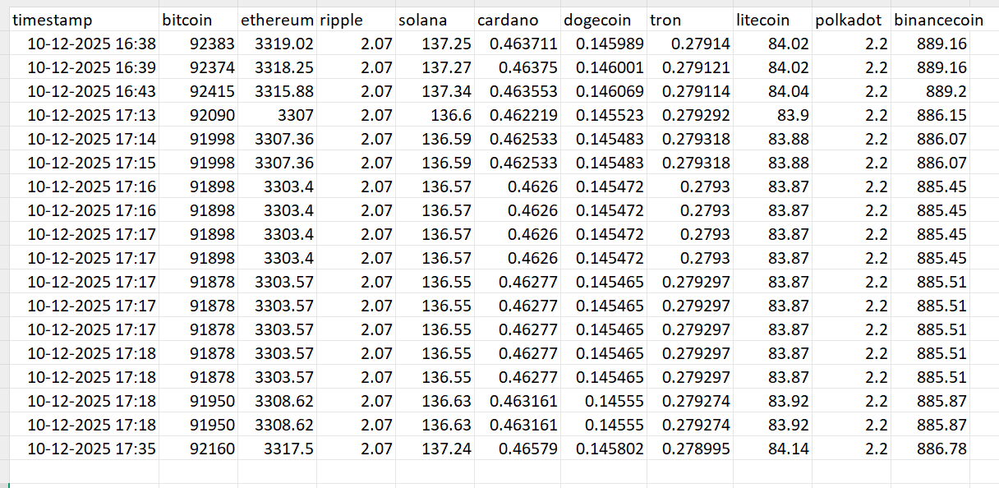 timestamp bitcoin ethereum ripple solana cardano dogecoin tron litecoin polkadot binancecoin
10-12-2025 16:38 92383 3319.02 2.07 137.25 0.463711 0.145989 0.27914 84.02 2.2 889.16
10-12-2025 16:39 92374 3318.25 2.07 137.27 0.46375 0.146001 0.279121 84.02 2.2 889.16
10-12-2025 16:43 92415 3315.88 2.07 137.34 0.463553 0.146069 0.279114 84.04 2.2 889.2
10-12-2025 17:13 92090 3307 2.07 136.6 0.462219 0.145523 0.279292 83.9 2.2 886.15
10-12-2025 17:14 91998 3307.36 2.07 136.59 0.462533 0.145483 0.279318 83.88 2.2 886.07
10-12-2025 17:15 91998 3307.36 2.07 136.59 0.462533 0.145483 0.279318 83.88 2.2 886.07
10-12-2025 17:16 91898 3303.4 2.07 136.57 0.4626 0.145472 0.2793 83.87 2.2 885.45
10-12-2025 17:16 91898 3303.4 2.07 136.57 0.4626 0.145472 0.2793 83.87 2.2 885.45
10-12-2025 17:17 91898 3303.4 2.07 136.57 0.4626 0.145472 0.2793 83.87 2.2 885.45
10-12-2025 17:17 91898 3303.4 2.07 136.57 0.4626 0.145472 0.2793 83.87 2.2 885.45
10-12-2025 17:17 91878 3303.57 2.07 136.55 0.46277 0.145465 0.279297 83.87 2.2 885.51
10-12-2025 17:17 91878 3303.57 2.07 136.55 0.46277 0.145465 0.279297 83.87 2.2 885.51
10-12-2025 17:17 91878 3303.57 2.07 136.55 0.46277 0.145465 0.279297 83.87 2.2 885.51
10-12-2025 17:18 91878 3303.57 2.07 136.55 0.46277 0.145465 0.279297 83.87 2.2 885.51
10-12-2025 17:18 91878 3303.57 2.07 136.55 0.46277 0.145465 0.279297 83.87 2.2 885.51
10-12-2025 17:18 91950 3308.62 2.07 136.63 0.463161 0.14555 0.279274 83.92 2.2 885.87
10-12-2025 17:18 91950 3308.62 2.07 136.63 0.463161 0.14555 0.279274 83.92 2.2 885.87
10-12-2025 17:35 92160 3317.5 2.07 137.24 0.46579 0.145802 0.278995 84.14 2.2 886.78